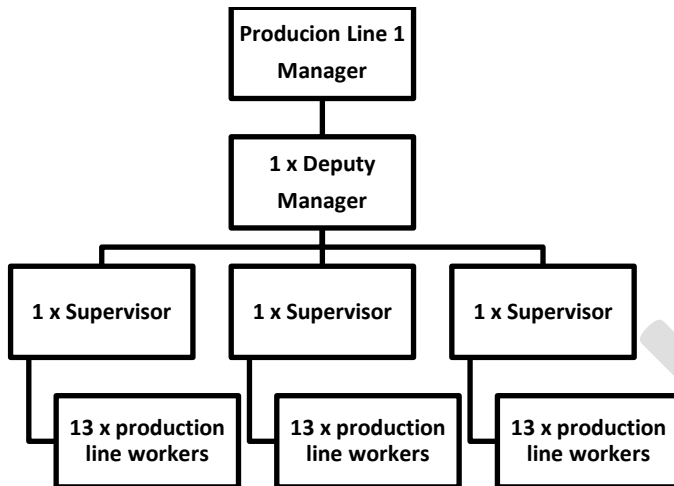 Producion Line 1
Manager
1 x Deputy
Manager
1 x Supervisor
1 x Supervisor
1 x Supervisor
13 x production
line workers
13 x production
line workers
13 x production
line workers